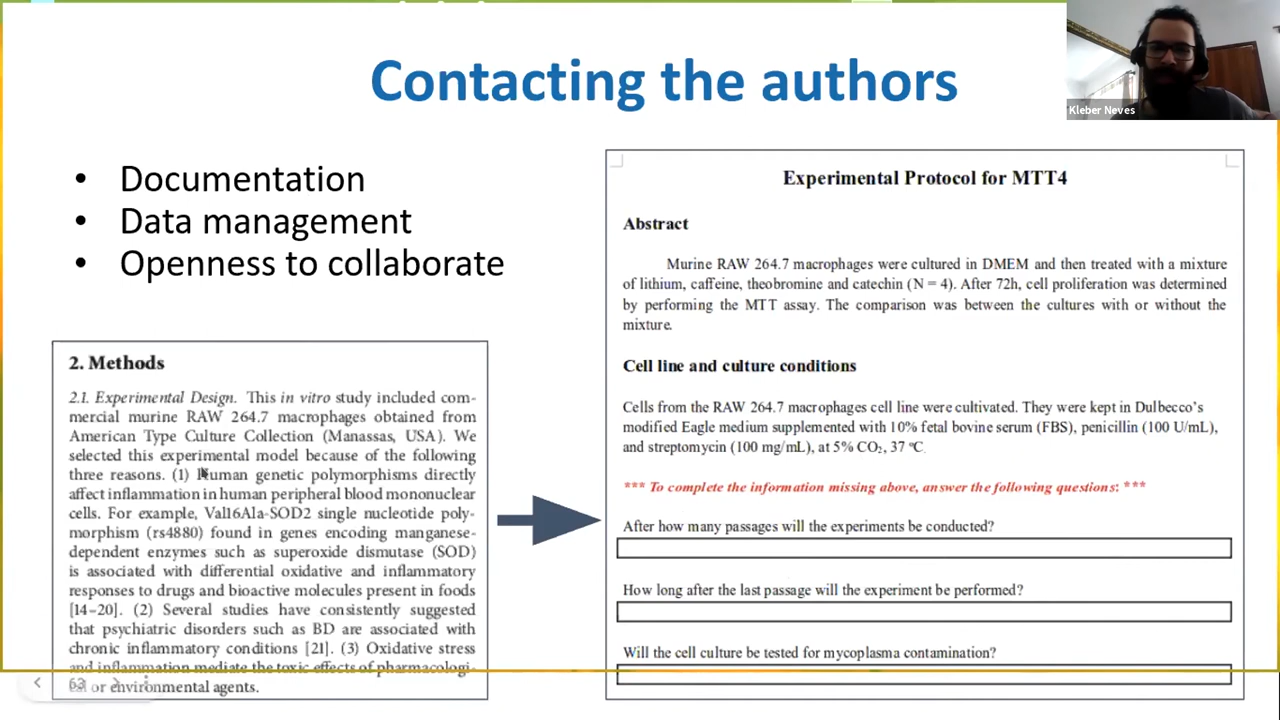 Contacting the authors
Kleber Neves
• Documentation
• Data management
• Openness to collaborate
2. Methods
2.1. Experimental Design. This in vitro study included com-
mercial murine RAW 264.7 macrophages obtained from
American Type Culture Collection (Manassas, USA). We
selected this experimental model because of the following
three reasons. (1) Human genetic polymorphisms directly
affect inflammation in human peripheral blood mononuclear
cells. For example, Val16Ala-SOD2 single nucleotide poly-
morphism (rs4880) found in genes encoding manganese-
dependent enzymes such as superoxide dismutase (SOD)
is associated with differential oxidative and inflammatory
responses to drugs and bioactive molecules present in foods
[14–20]. (2) Several studies have consistently suggested
that psychiatric disorders such as BD are associated with
chronic inflammatory conditions [21]. (3) Oxidative stress
and inflammation mediate the toxic effects of pharmacologi-
or environmental agents.
63
Experimental Protocol for MTT4
Abstract
Murine RAW 264.7 macrophages were cultured in DMEM and then treated with a mixture
of lithium, caffeine, theobromine and catechin (N = 4). After 72h, cell proliferation was determined
by performing the MTT assay. The comparison was between the cultures with or without the
mixture.
Cell line and culture conditions
Cells from the RAW 264.7 macrophages cell line were cultivated. They were kept in Dulbecco's
modified Eagle medium supplemented with 10% fetal bovine serum (FBS), penicillin (100 U/mL),
and streptomycin (100 mg/mL), at 5% CO₂, 37 ºC.
*** To complete the information missing above, answer the following questions: ***
After how many passages will the experiments be conducted?
How long after the last passage will the experiment be performed?
Will the cell culture be tested for mycoplasma contamination?